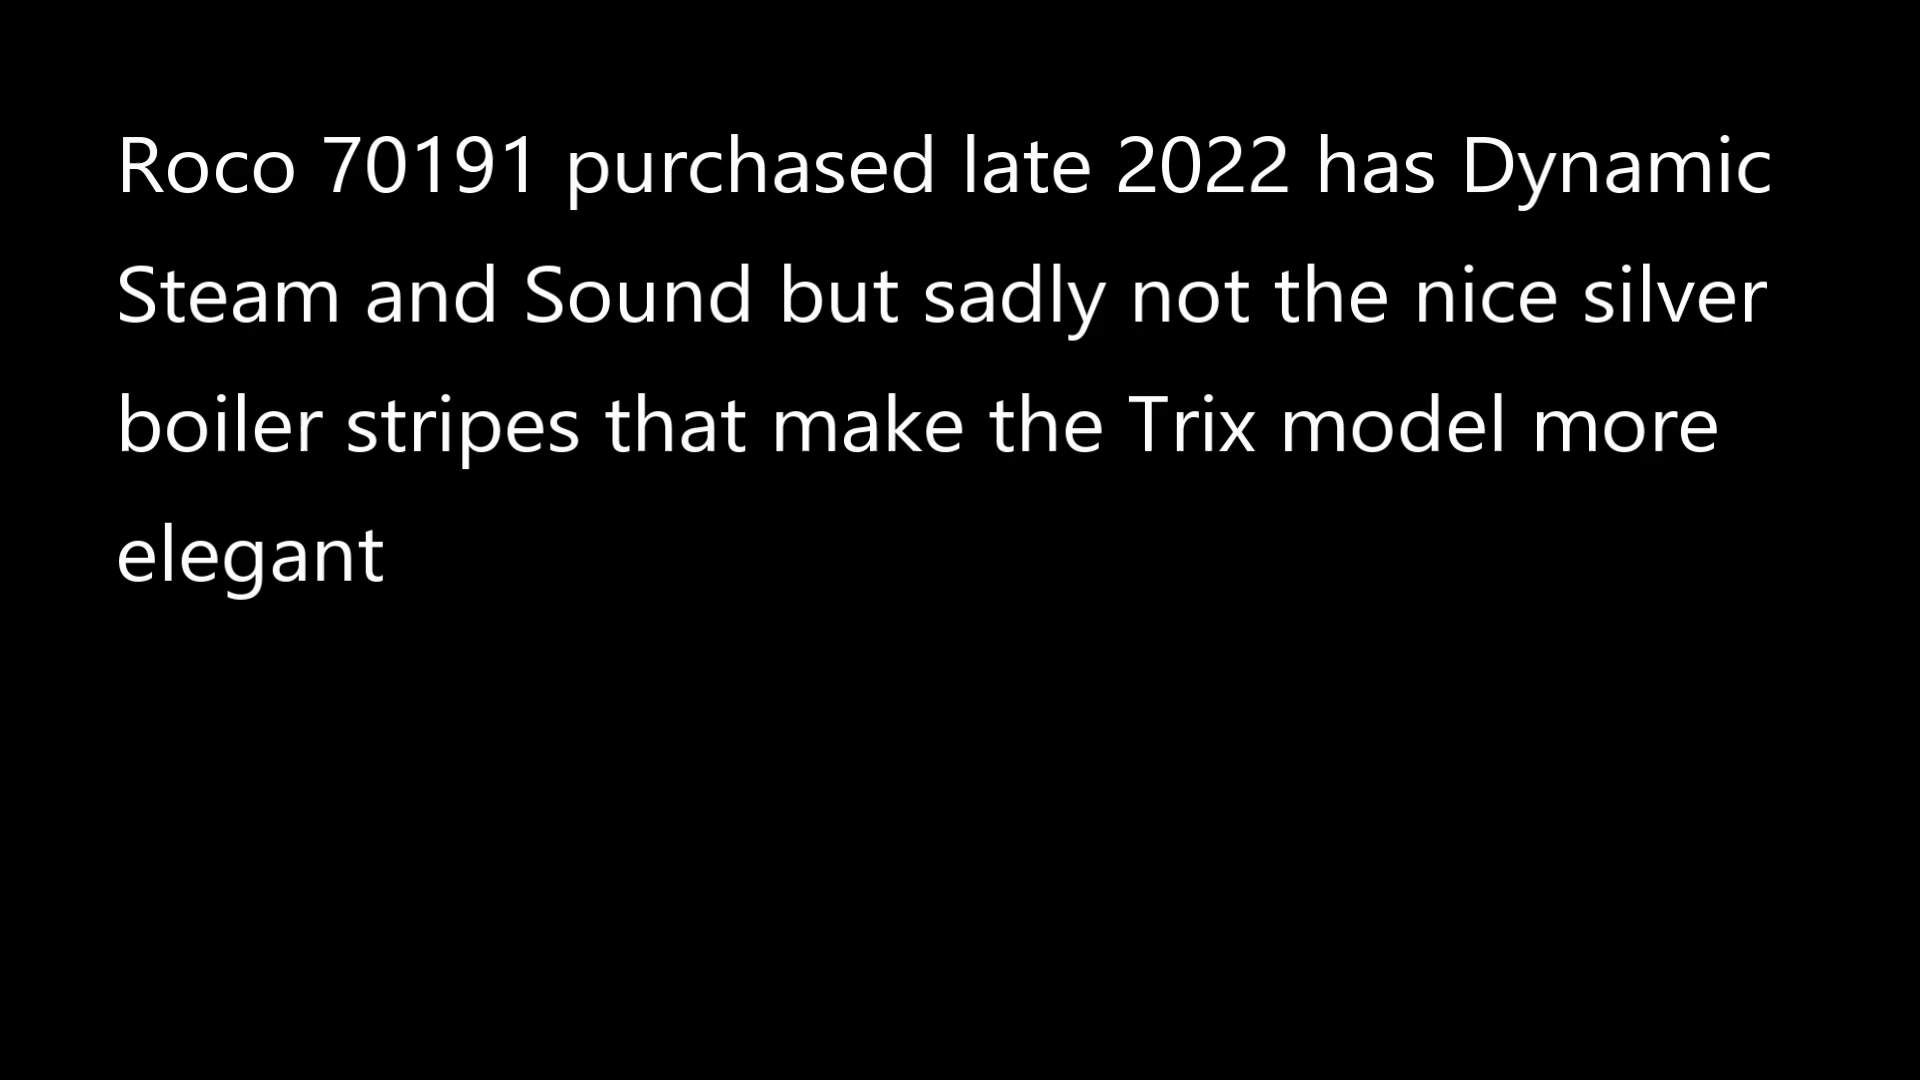 Roco 70191 purchased late 2022 has Dynamic
Steam and Sound but sadly not the nice silver
boiler stripes that make the Trix model more
elegant